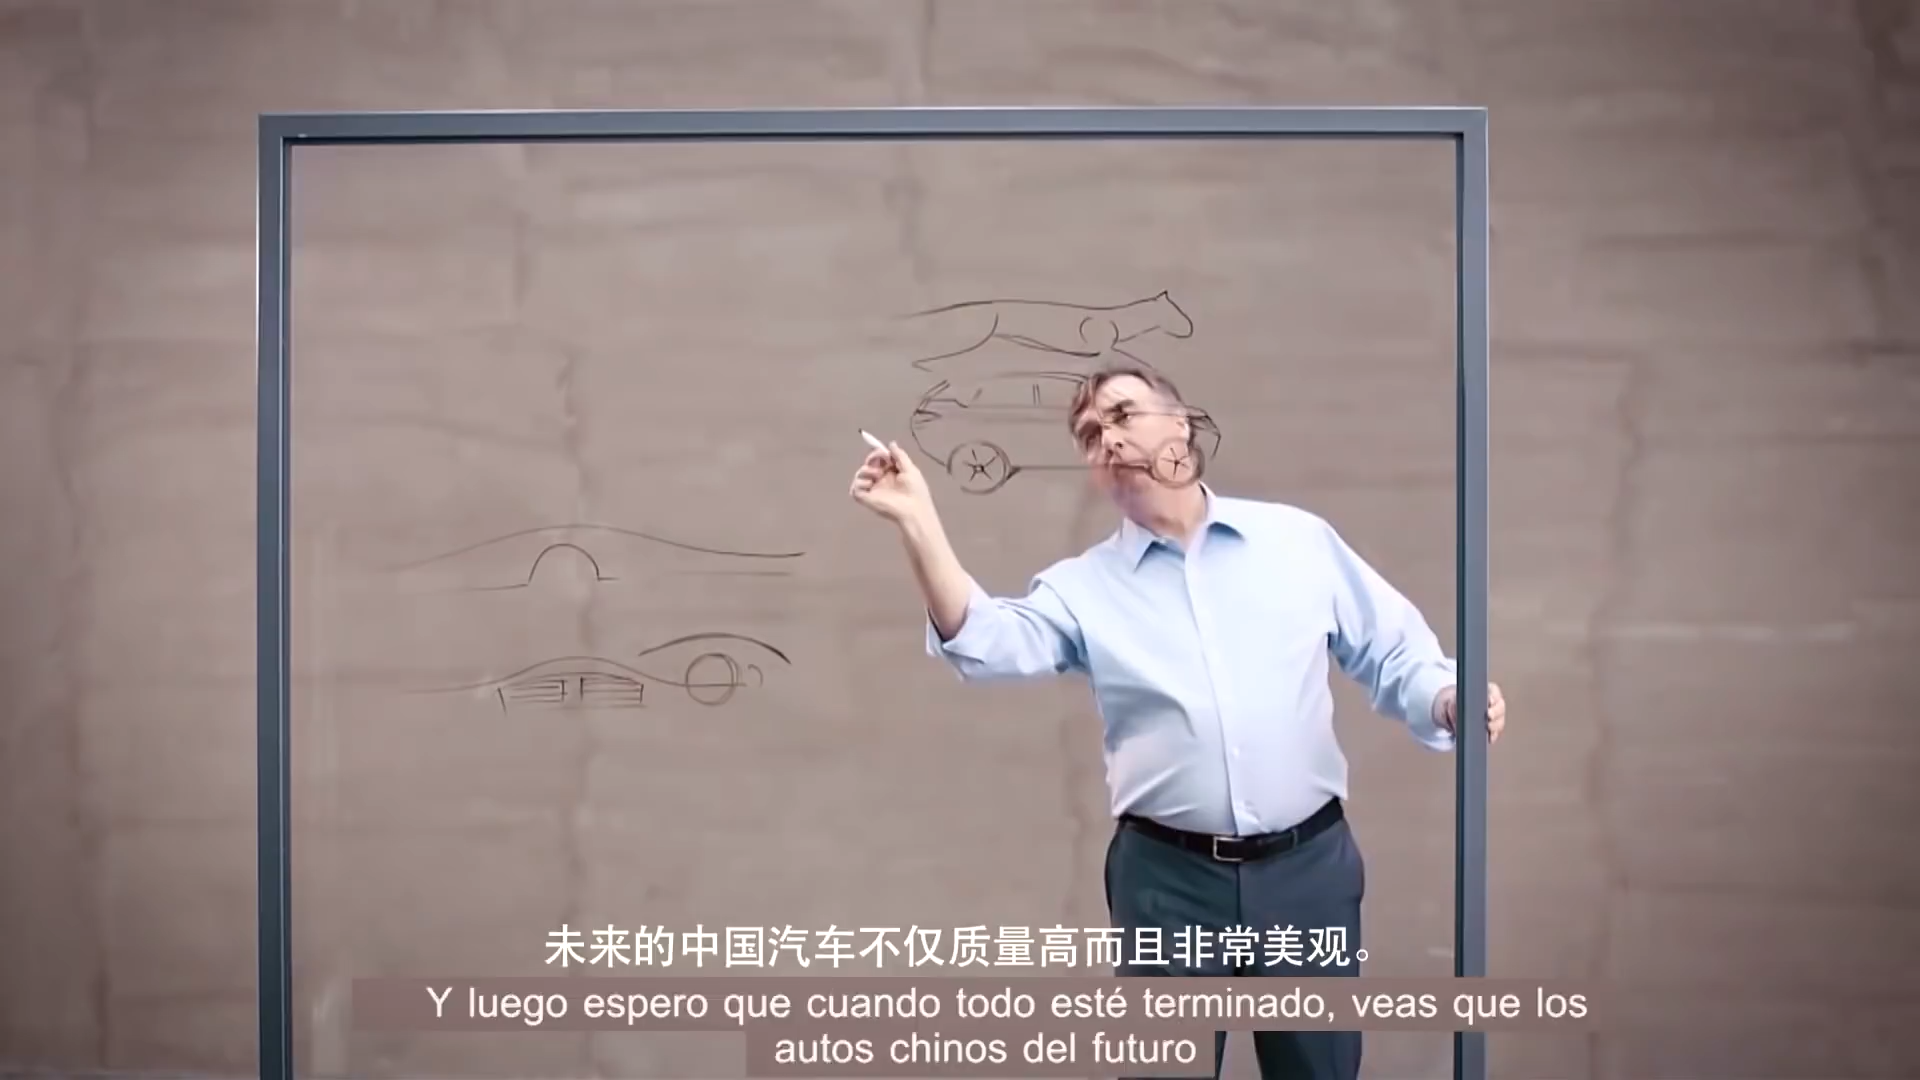 未来的中国汽车不仅质量高而且非常美观。
Y luego espero que cuando todo esté terminado, veas que los
autos chinos del futuro